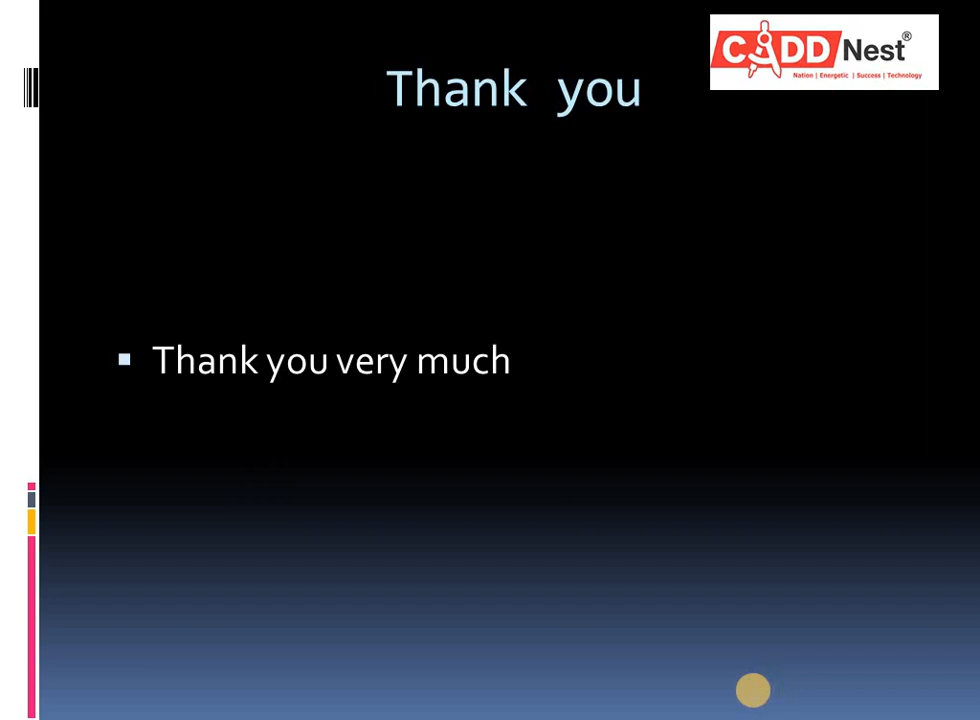 Thank you
CADD Nest®
Nation | Energetic | Success | Technology
Thank you very much